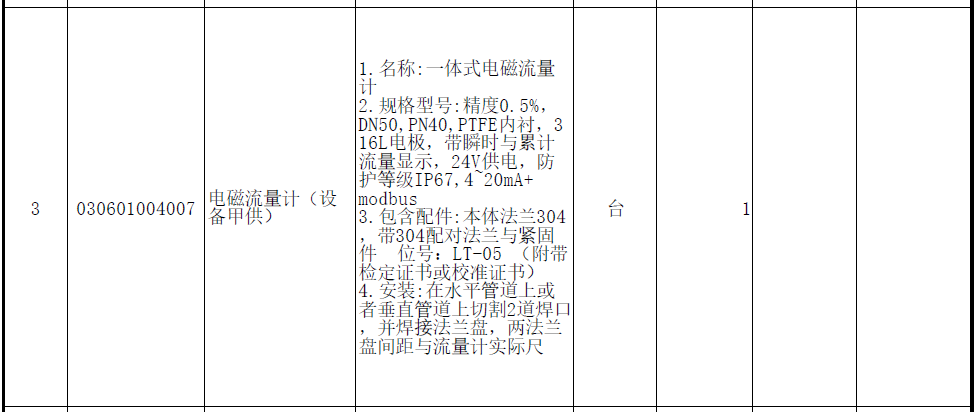 3
030601004007
电磁流量计（设
备甲供）
1.名称:一体式电磁流量
计
2.规格型号:精度0.5%，
DN50,PN40,PTFE内衬，3
16L电极，带瞬时与累计
流量显示，24V供电，防
护等级IP67,4~20mA+
modbus
3.包含配件:本体法兰304
，带304配对法兰与紧固
件　位号：LT-05 （附带
检定证书或校准证书）
4.安装:在水平管道上或
者垂直管道上切割2道焊口
，并焊接法兰盘，两法兰
盘间距与流量计实际尺
台
1